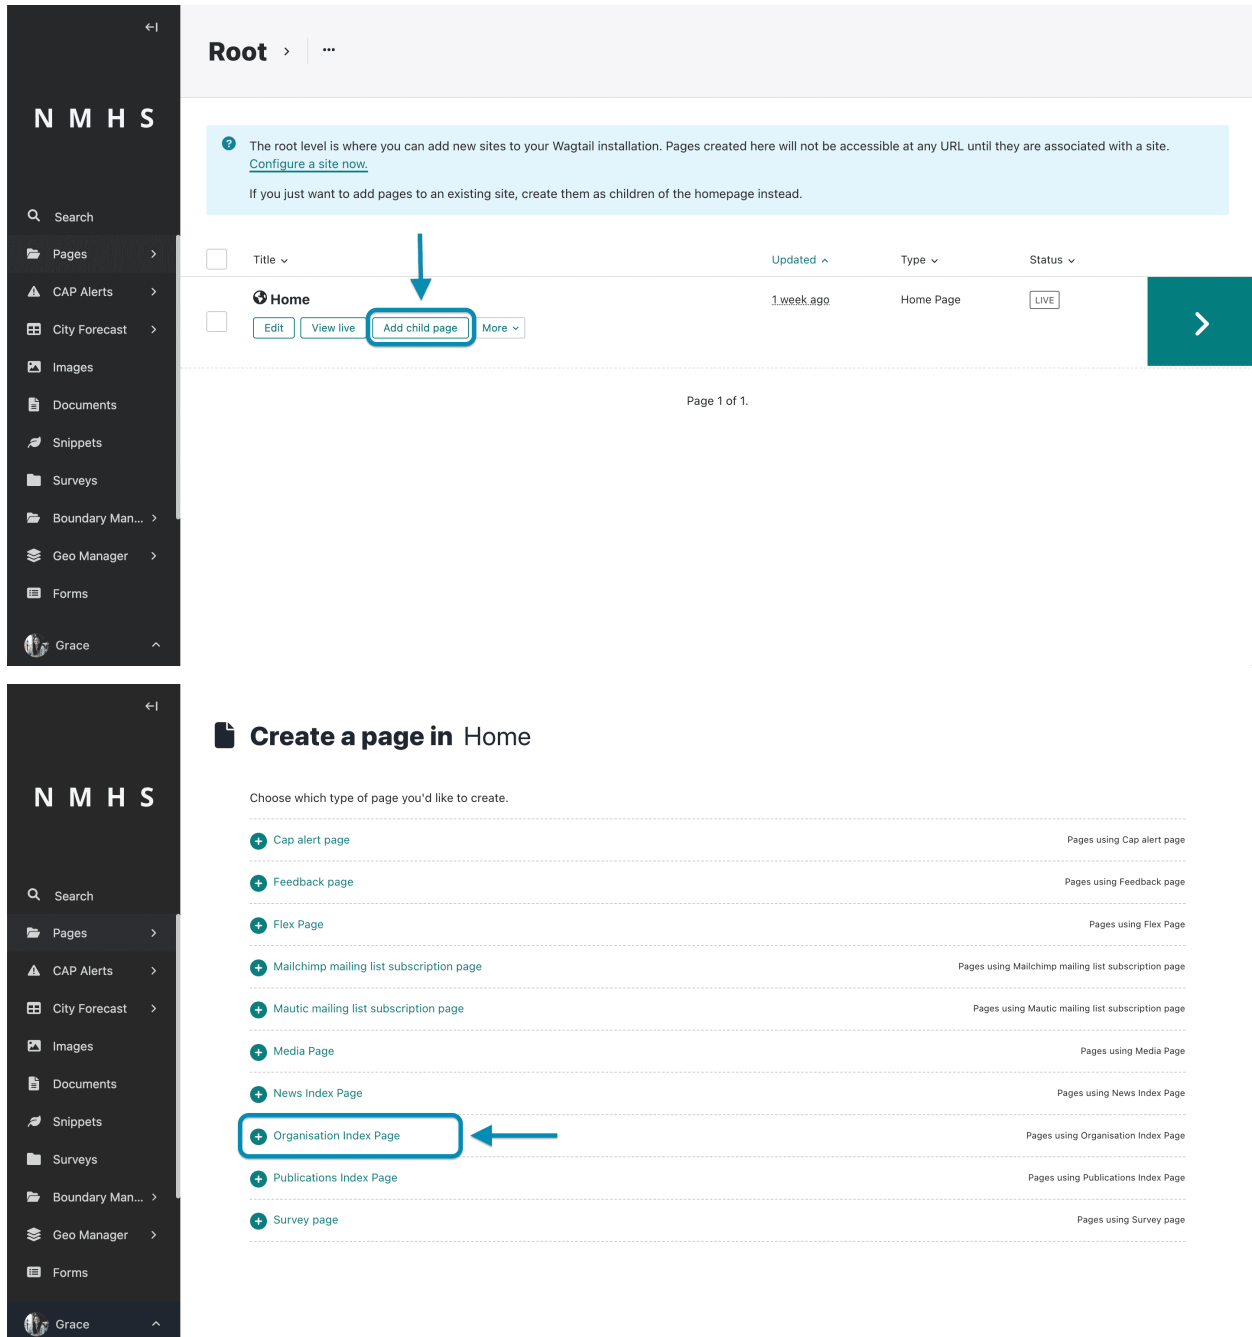 Root
N M H S
The root level is where you can add new sites to your Wagtail installation. Pages created here will not be accessible at any URL until they are associated with a site.
Configure a site now.
If you just want to add pages to an existing site, create them as children of the homepage instead.
Search
Pages
CAP Alerts
City Forecast
Images
Documents
Snippets
Surveys
Boundary Man...
Geo Manager
Forms
Grace
Title Updated Type Status
Home 1 week ago Home Page LIVE
Edit View live Add child page More
Page 1 of 1.
Create a page in Home
N M H S
Choose which type of page you'd like to create.
Search
Pages
CAP Alerts
City Forecast
Images
Documents
Snippets
Surveys
Boundary Man...
Geo Manager
Forms
Grace
Cap alert page Pages using Cap alert page
Feedback page Pages using Feedback page
Flex Page Pages using Flex Page
Mailchimp mailing list subscription page Pages using Mailchimp mailing list subscription page
Mautic mailing list subscription page Pages using Mautic mailing list subscription page
Media Page Pages using Media Page
News Index Page Pages using News Index Page
Organisation Index Page Pages using Organisation Index Page
Publications Index Page Pages using Publications Index Page
Survey page Pages using Survey page